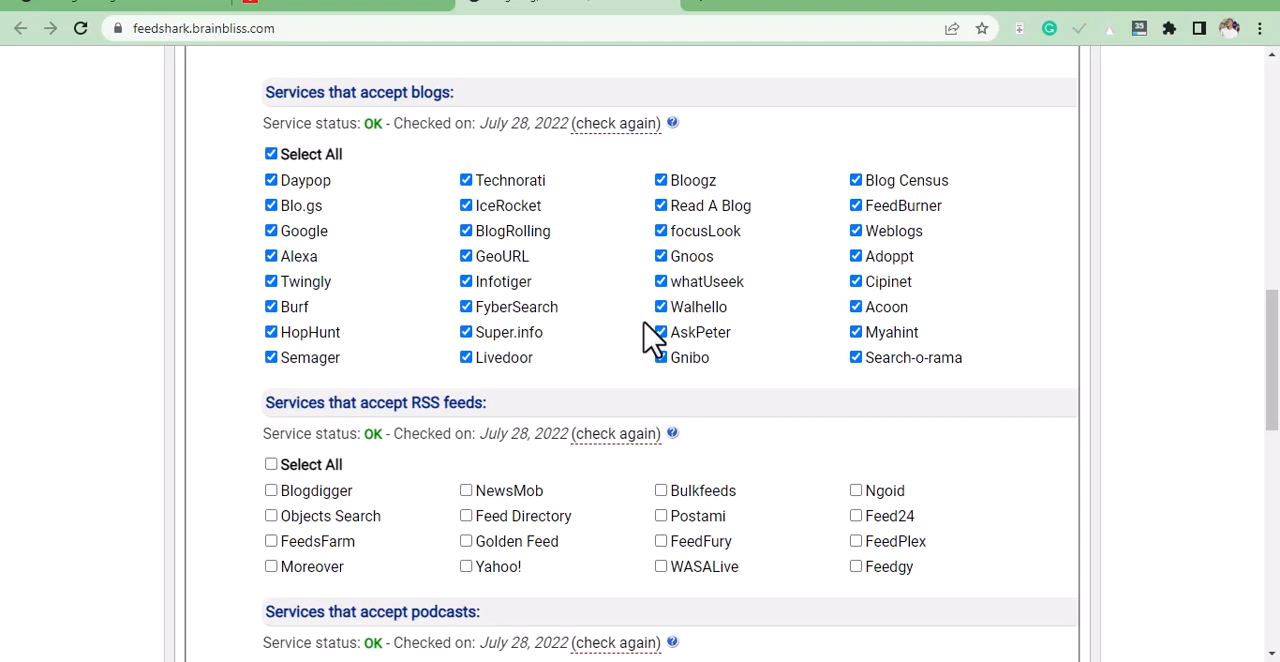 feedshark.brainbliss.com
35
Services that accept blogs:
Service status: OK - Checked on: July 28, 2022 (check again) ?
Select All
Daypop Technorati Bloogz Blog Census
Blo.gs IceRocket Read A Blog FeedBurner
Google BlogRolling focusLook Weblogs
Alexa GeoURL Gnoos Adoppt
Twingly Infotiger whatUseek Cipinet
Burf FyberSearch Walhello Acoon
HopHunt Super.info AskPeter Myahint
Semager Livedoor Gnibo Search-o-rama
Services that accept RSS feeds:
Service status: OK - Checked on: July 28, 2022 (check again) ?
Select All
Blogdigger NewsMob Bulkfeeds Ngoid
Objects Search Feed Directory Postami Feed24
FeedsFarm Golden Feed FeedFury FeedPlex
Moreover Yahoo! WASALive Feedgy
Services that accept podcasts:
Service status: OK - Checked on: July 28, 2022 (check again) ?